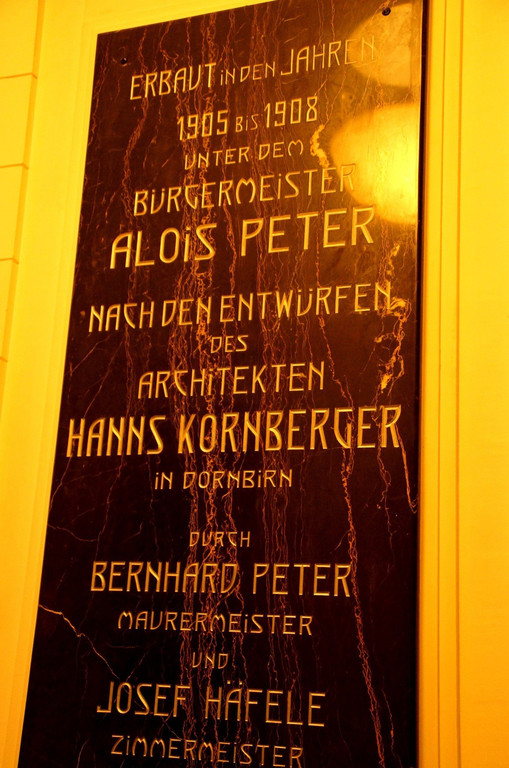 ERBAUT IN DEN JAHREN
1905 BIS 1908
UNTER DEM
BÜRGERMEISTER
ALOIS PETER
NACH DEN ENTWÜRFEN
DES
ARCHITEKTEN
HANNS KORNBERGER
IN DORNBIRN
DURCH
BERNHARD PETER
MAURERMEISTER
UND
JOSEF HÄFELE
ZIMMERMEISTER